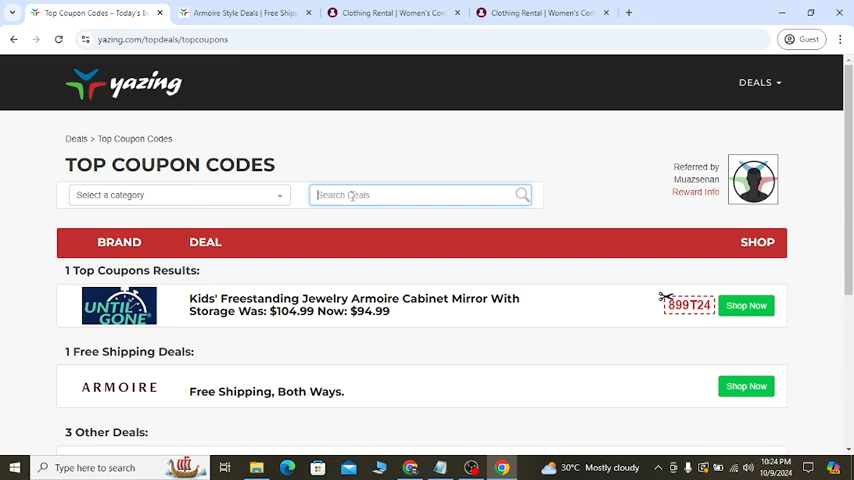 Top Coupon Codes – Today's Be
Armoire Style Deals | Free Shipp
Clothing Rental | Women's Con
Clothing Rental | Women's Con
yazing.com/topdeals/topcoupons
Guest
yazing
DEALS
Deals > Top Coupon Codes
TOP COUPON CODES
Select a category
Search Deals
Referred by
Muazsenan
Reward Info
BRAND DEAL SHOP
1 Top Coupons Results:
UNTIL
GONE
Kids' Freestanding Jewelry Armoire Cabinet Mirror With
Storage Was: $104.99 Now: $94.99
899T24
Shop Now
1 Free Shipping Deals:
ARMOIRE
Free Shipping, Both Ways.
Shop Now
3 Other Deals:
Type here to search
30°C Mostly cloudy
10:24 PM
10/9/2024